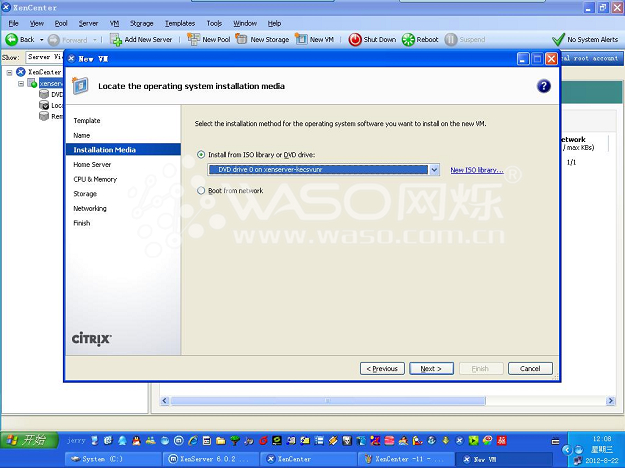 XenCenter
File View Pool Server VM Storage Templates Tools Window Help
Back Forward Add New Server New Pool New Storage New VM Shut Down Reboot Suspend No System Alerts
Show: Server Vi
New VM
cal root account
XenCenter
xenserv
DVD
Loca
Rem
Locate the operating system installation media
Template
Name
Installation Media
Home Server
CPU & Memory
Storage
Networking
Finish
Select the installation method for the operating system software you want to install on the new VM.
Install from ISO library or DVD drive:
DVD drive 0 on xenserver-kecsvunr
New ISO library...
Boot from network
etwork
/ max KBs)
1/1
WASO网烁
www.waso.com.cn
CITRIX
< Previous Next > Finish Cancel
开始
jerry
12:08
星期三
2012-8-22
System (C:)
XenServer 6.0.2 ...
XenCenter
XenCenter -11 - ...
New VM